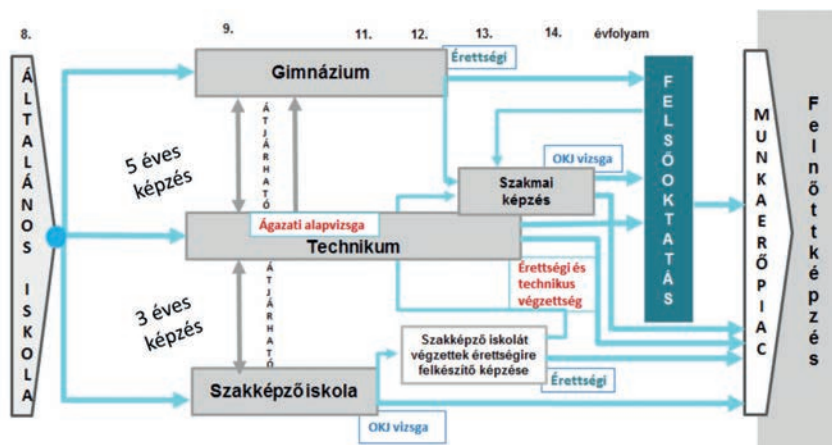 8.
9.
11.
12.
13.
14.
évfolyam
ÁLTALÁNOS ISKOLA
Gimnázium
Érettségi
5 éves
képzés
ÁTJÁRHATÓ
Szakmai
képzés
OKJ vizsga
FELSŐOKTATÁS
MUNKAERŐPIAC
Felnőttképzés
Ágazati alapvizsga
Technikum
Érettségi és
technikus
végzettség
3 éves
képzés
ÁTJÁRHATÓ
Szakképző iskolát
végzettek érettségire
felkészítő képzése
Érettségi
Szakképző iskola
OKJ vizsga